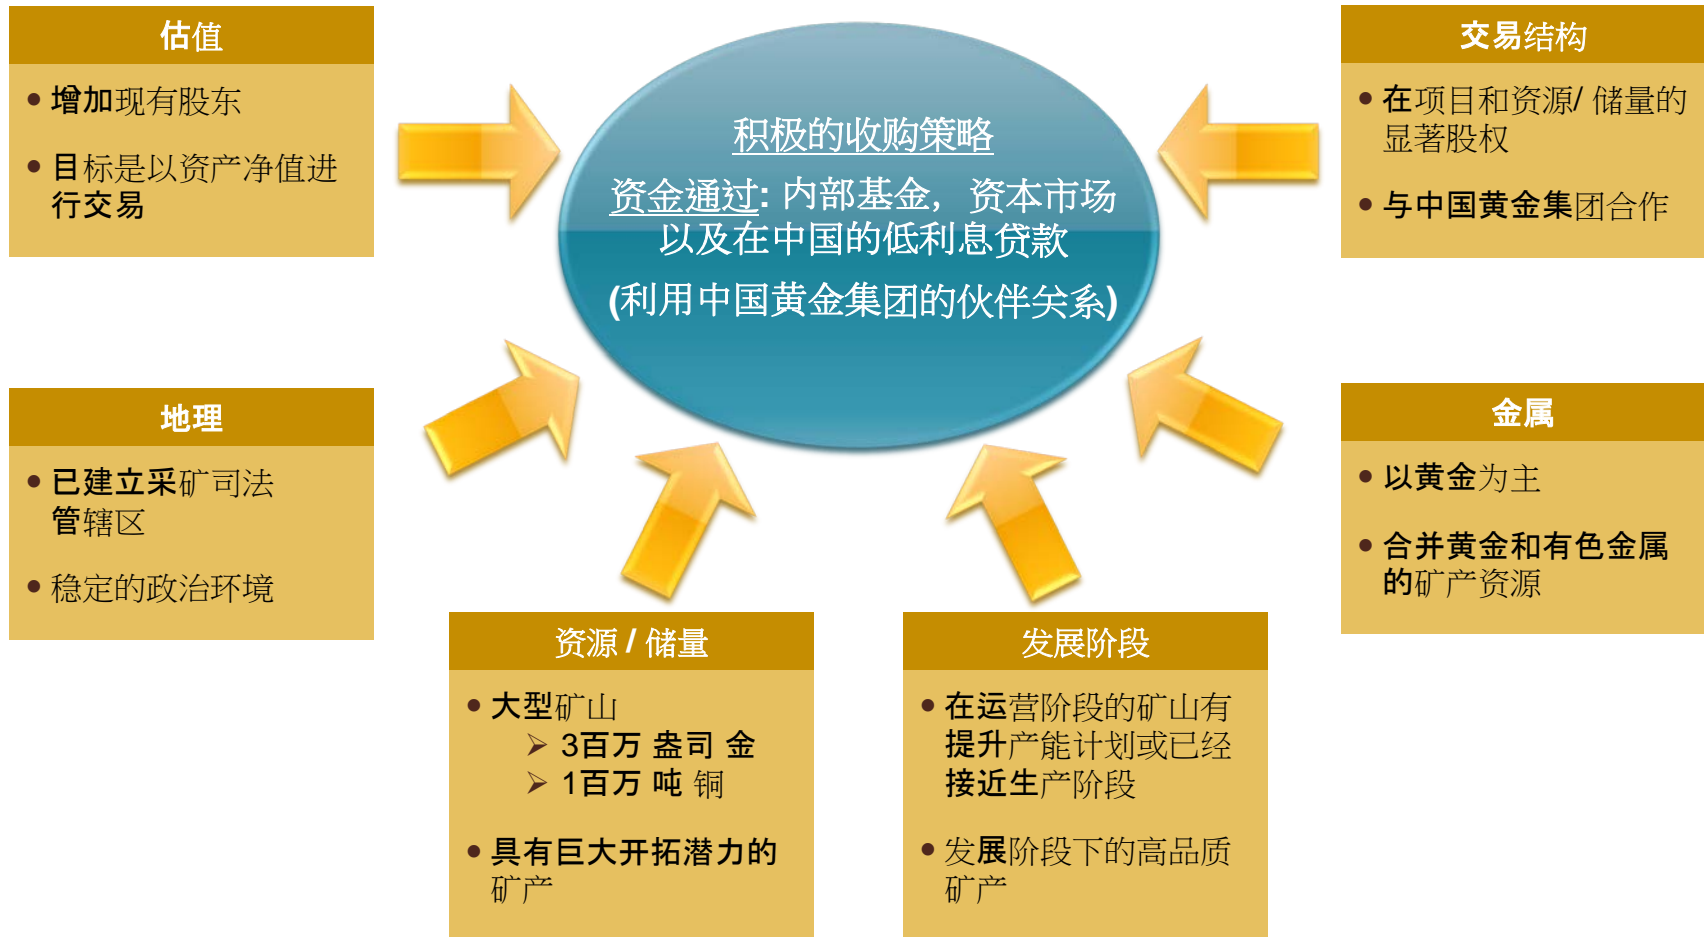 估值
• 增加现有股东
• 目标是以资产净值进
行交易
积极的收购策略
资金通过: 内部基金，资本市场
以及在中国的低利息贷款
(利用中国黄金集团的伙伴关系)
交易结构
• 在项目和资源/ 储量的
显著股权
• 与中国黄金集团合作
地理
• 已建立采矿司法
管辖区
• 稳定的政治环境
金属
• 以黄金为主
• 合并黄金和有色金属
的矿产资源
资源 / 储量
• 大型矿山
➢ 3百万 盎司 金
➢ 1百万 吨 铜
• 具有巨大开拓潜力的
矿产
发展阶段
• 在运营阶段的矿山有
提升产能计划或已经
接近生产阶段
• 发展阶段下的高品质
矿产